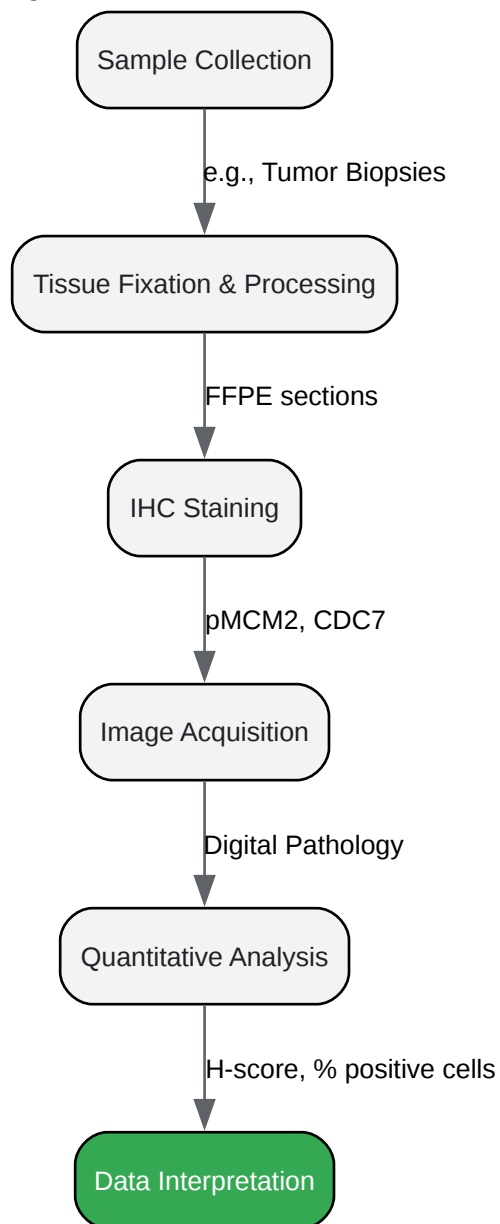 Sample Collection
e.g., Tumor Biopsies
Tissue Fixation & Processing
FFPE sections
IHC Staining
pMCM2, CDC7
Image Acquisition
Digital Pathology
Quantitative Analysis
H-score, % positive cells
Data Interpretation